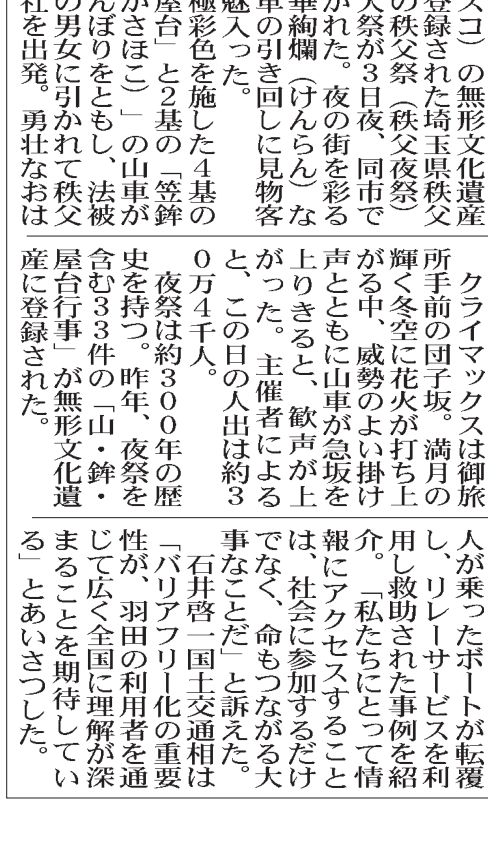 スコ）の無形文化遺産
登録された埼玉県秩父
の秩父祭（秩父夜祭）
大祭が３日夜、同市で
かれた。夜の街を彩る
華絢爛（けんらん）な
車の引き回しに見物客
魅入った。
極彩色を施した４基の
屋台」と２基の「笠鉾
かさほこ）」の山車が
んぼりをともし、法被
の男女に引かれて秩父
社を出発。勇壮なおは
クライマックスは御旅
所手前の団子坂。満月の
輝く冬空に花火が打ち上
がる中、威勢のよい掛け
声とともに山車が急坂を
上りきると、歓声が上
がった。主催者による
と、この日の人出は約３
０万４千人。
夜祭は約３００年の歴
史を持つ。昨年、夜祭を
含む３３件の「山・鉾・
屋台行事」が無形文化遺
産に登録された。
人が乗ったボートが転覆
し、リレーサービスを利
用し救助された事例を紹
介。「私たちにとって情
報にアクセスすること
は、社会に参加するだけ
でなく、命もつながる大
事なことだ」と訴えた。
石井啓一国土交通相は
「バリアフリー化の重要
性が、羽田の利用者を通
じて広く全国に理解が深
まることを期待してい
る」とあいさつした。